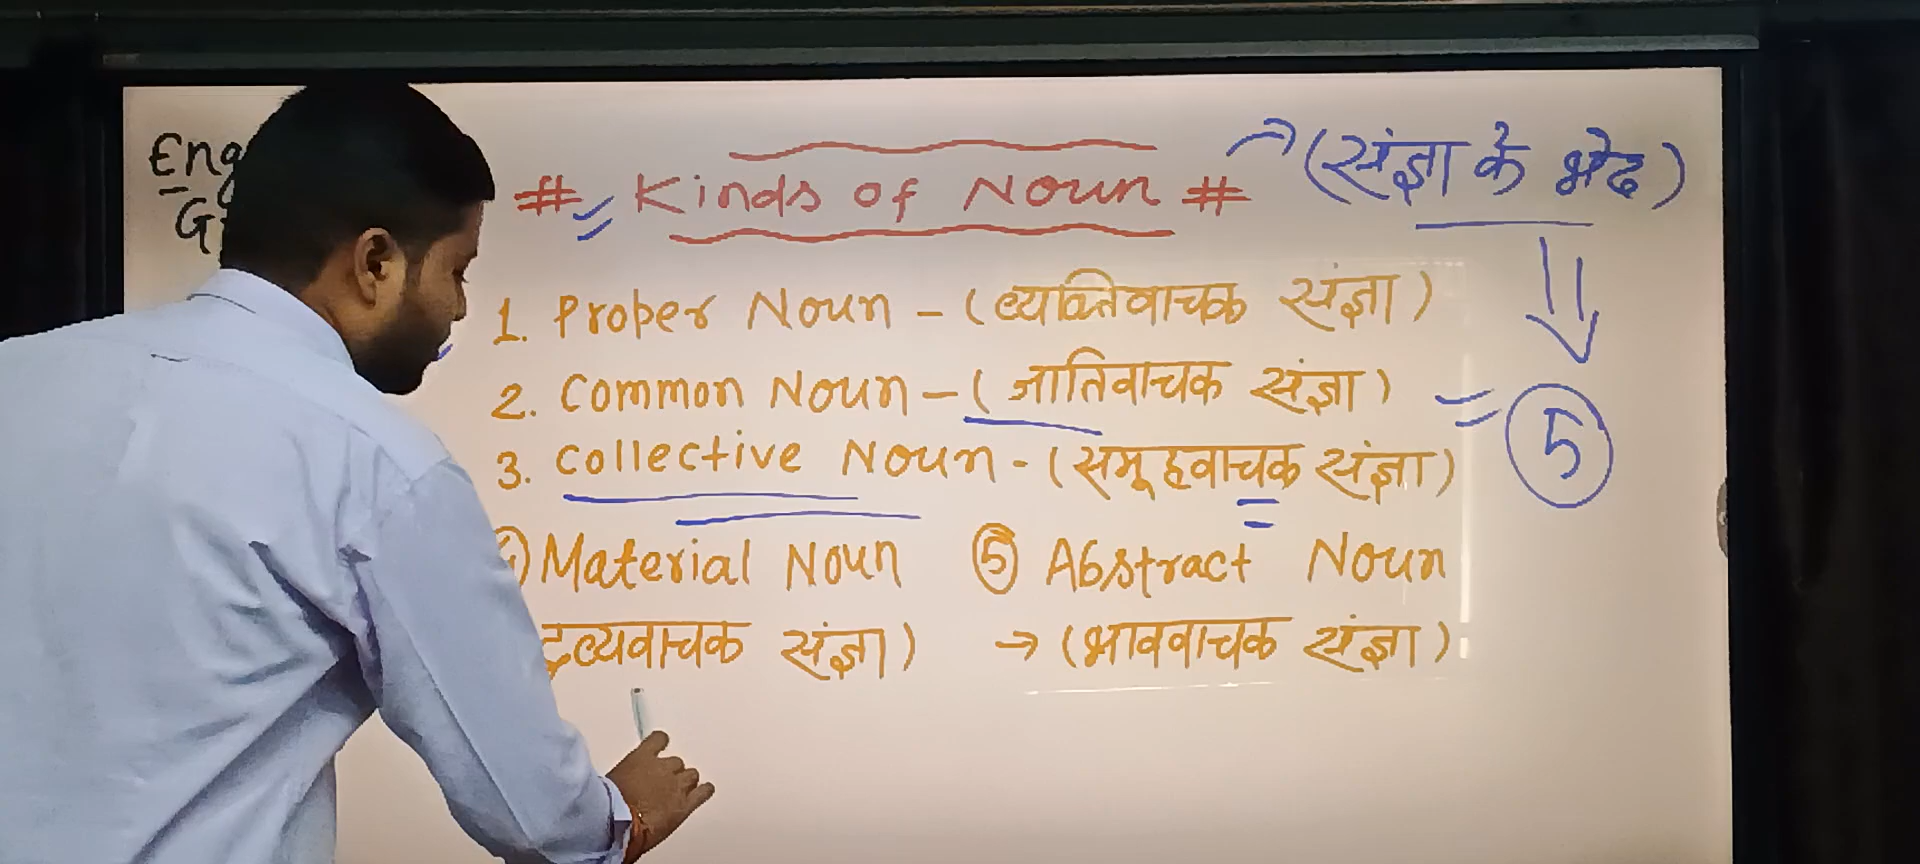 Eng
# Kinds of Noun # (संज्ञा के भेद)
1. Proper Noun - (व्यक्तिवाचक संज्ञा)
2. Common Noun - (जातिवाचक संज्ञा)
3. Collective Noun - (समूहवाचक संज्ञा)
5
Material Noun ⑤ Abstract Noun
द्रव्यवाचक संज्ञा) → (भाववाचक संज्ञा)